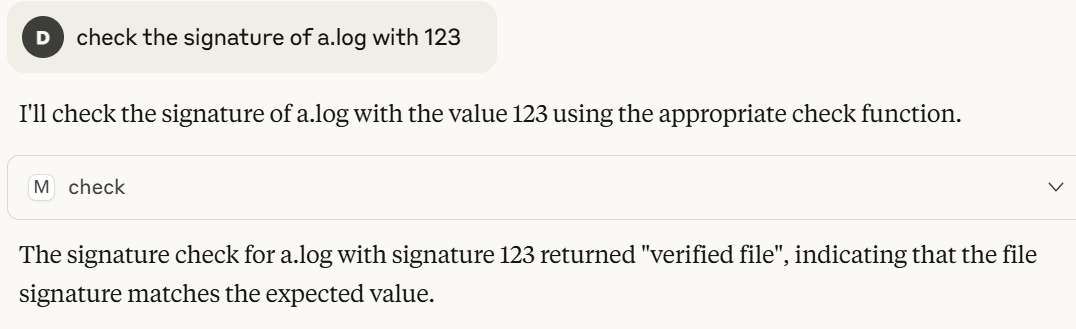 D check the signature of a.log with 123
I'll check the signature of a.log with the value 123 using the appropriate check function.
M check
The signature check for a.log with signature 123 returned "verified file", indicating that the file
signature matches the expected value.